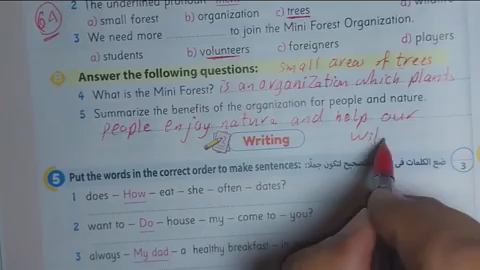 2 The underlined pronoun
a) small forest b) organization c) trees
6A
3 We need more ........ to join the Mini Forest Organization.
a) students b) volunteers c) foreigners d) players
Answer the following questions: small areas of trees
4 What is the Mini Forest? is an organization which plants
5 Summarize the benefits of the organization for people and nature.
people enjoy nature and help our
Writing
wil
5 Put the words in the correct order to make sentences:
3
1 does – How – eat – she – often – dates?
2 want to – Do – house – my – come to – you?
3 always – My dad – a healthy breakfast –